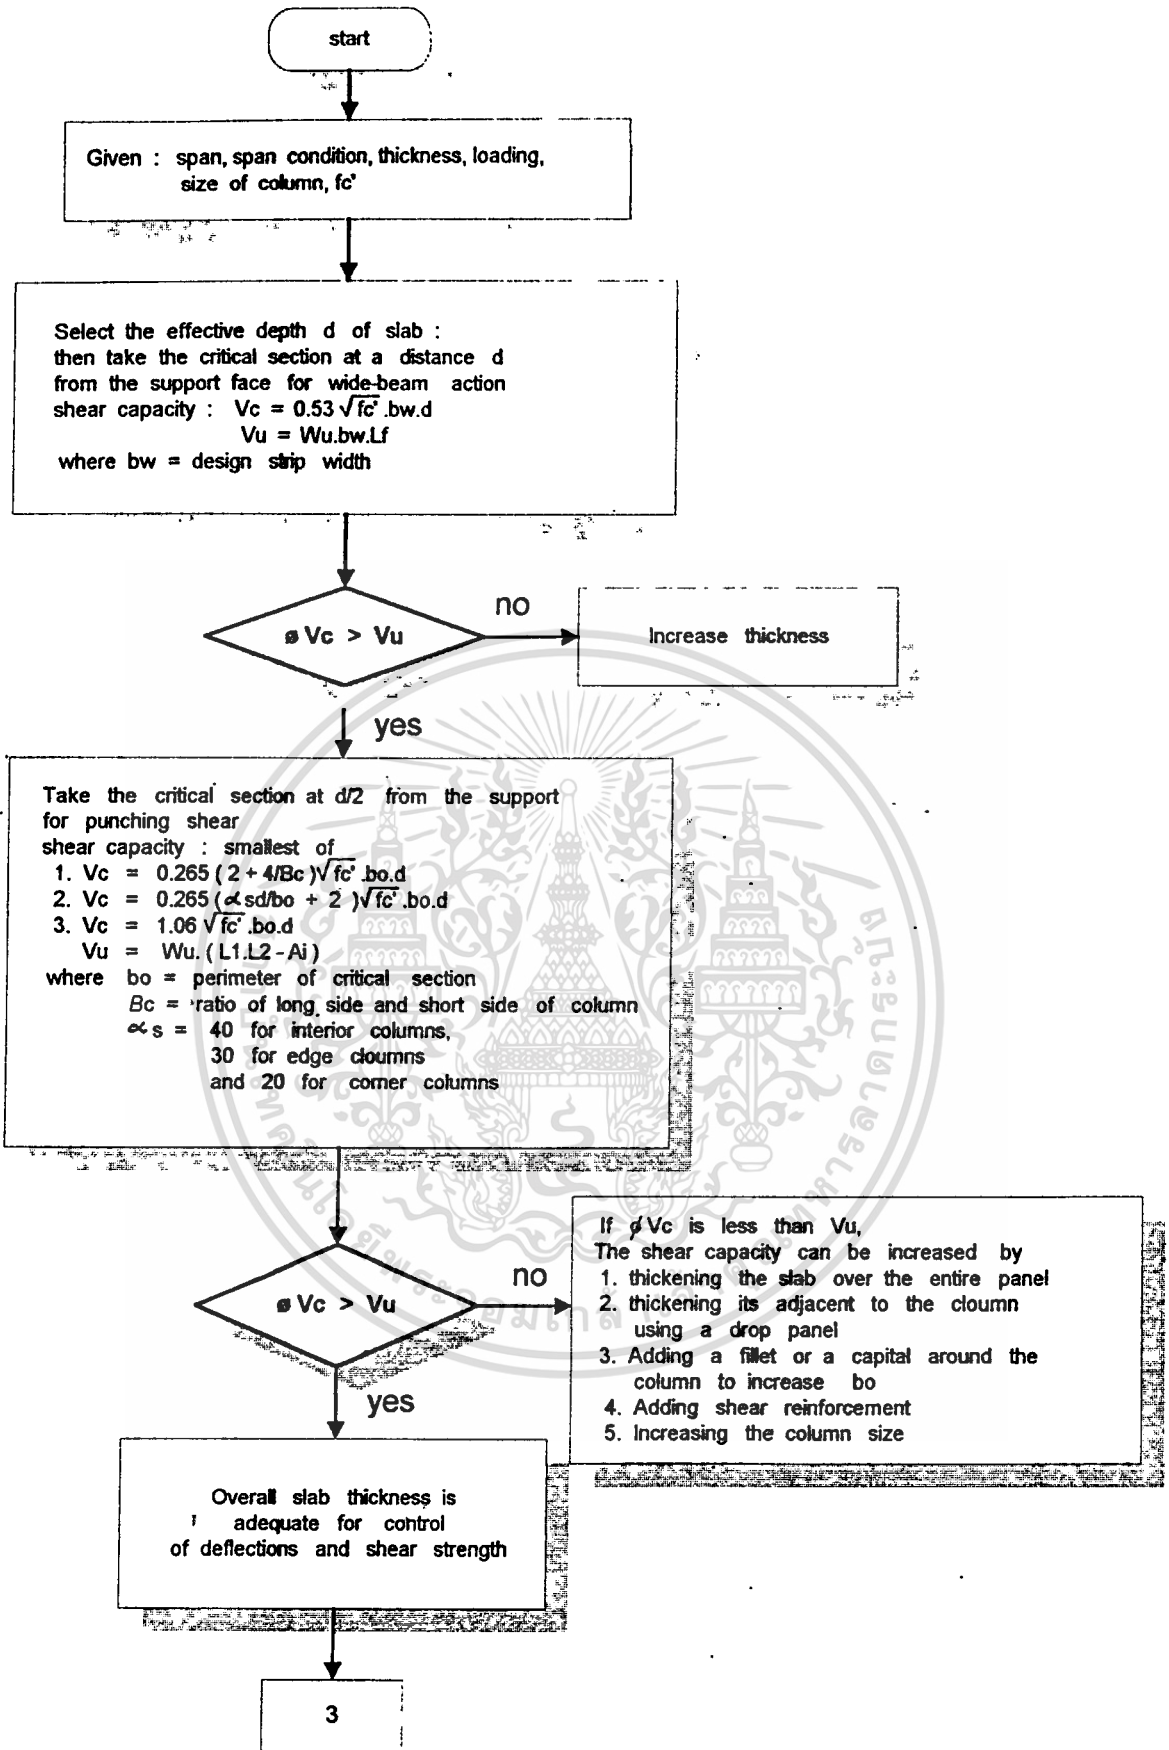 start
Given : span, span condition, thickness, loading,
size of column, fc'
Select the effective depth d of slab :
then take the critical section at a distance d
from the support face for wide-beam action
shear capacity : Vc = 0.53 √fc' .bw.d
Vu = Wu.bw.Lf
where bw = design strip width
ø Vc > Vu
no
Increase thickness
yes
Take the critical section at d/2 from the support
for punching shear
shear capacity : smallest of
1. Vc = 0.265 ( 2 + 4/Bc )√fc' .bo.d
2. Vc = 0.265 (∝sd/bo + 2 )√fc' .bo.d
3. Vc = 1.06 √fc' .bo.d
Vu = Wu. ( L1.L2 - Ai )
where bo = perimeter of critical section
Bc = ratio of long side and short side of column
∝s = 40 for interior columns,
30 for edge cloumns
and 20 for corner columns
ø Vc > Vu
no
If ø Vc is less than Vu,
The shear capacity can be increased by
1. thickening the slab over the entire panel
2. thickening its adjacent to the cloumn
using a drop panel
3. Adding a fillet or a capital around the
column to increase bo
4. Adding shear reinforcement
5. Increasing the column size
yes
Overall slab thickness is
adequate for control
of deflections and shear strength
3